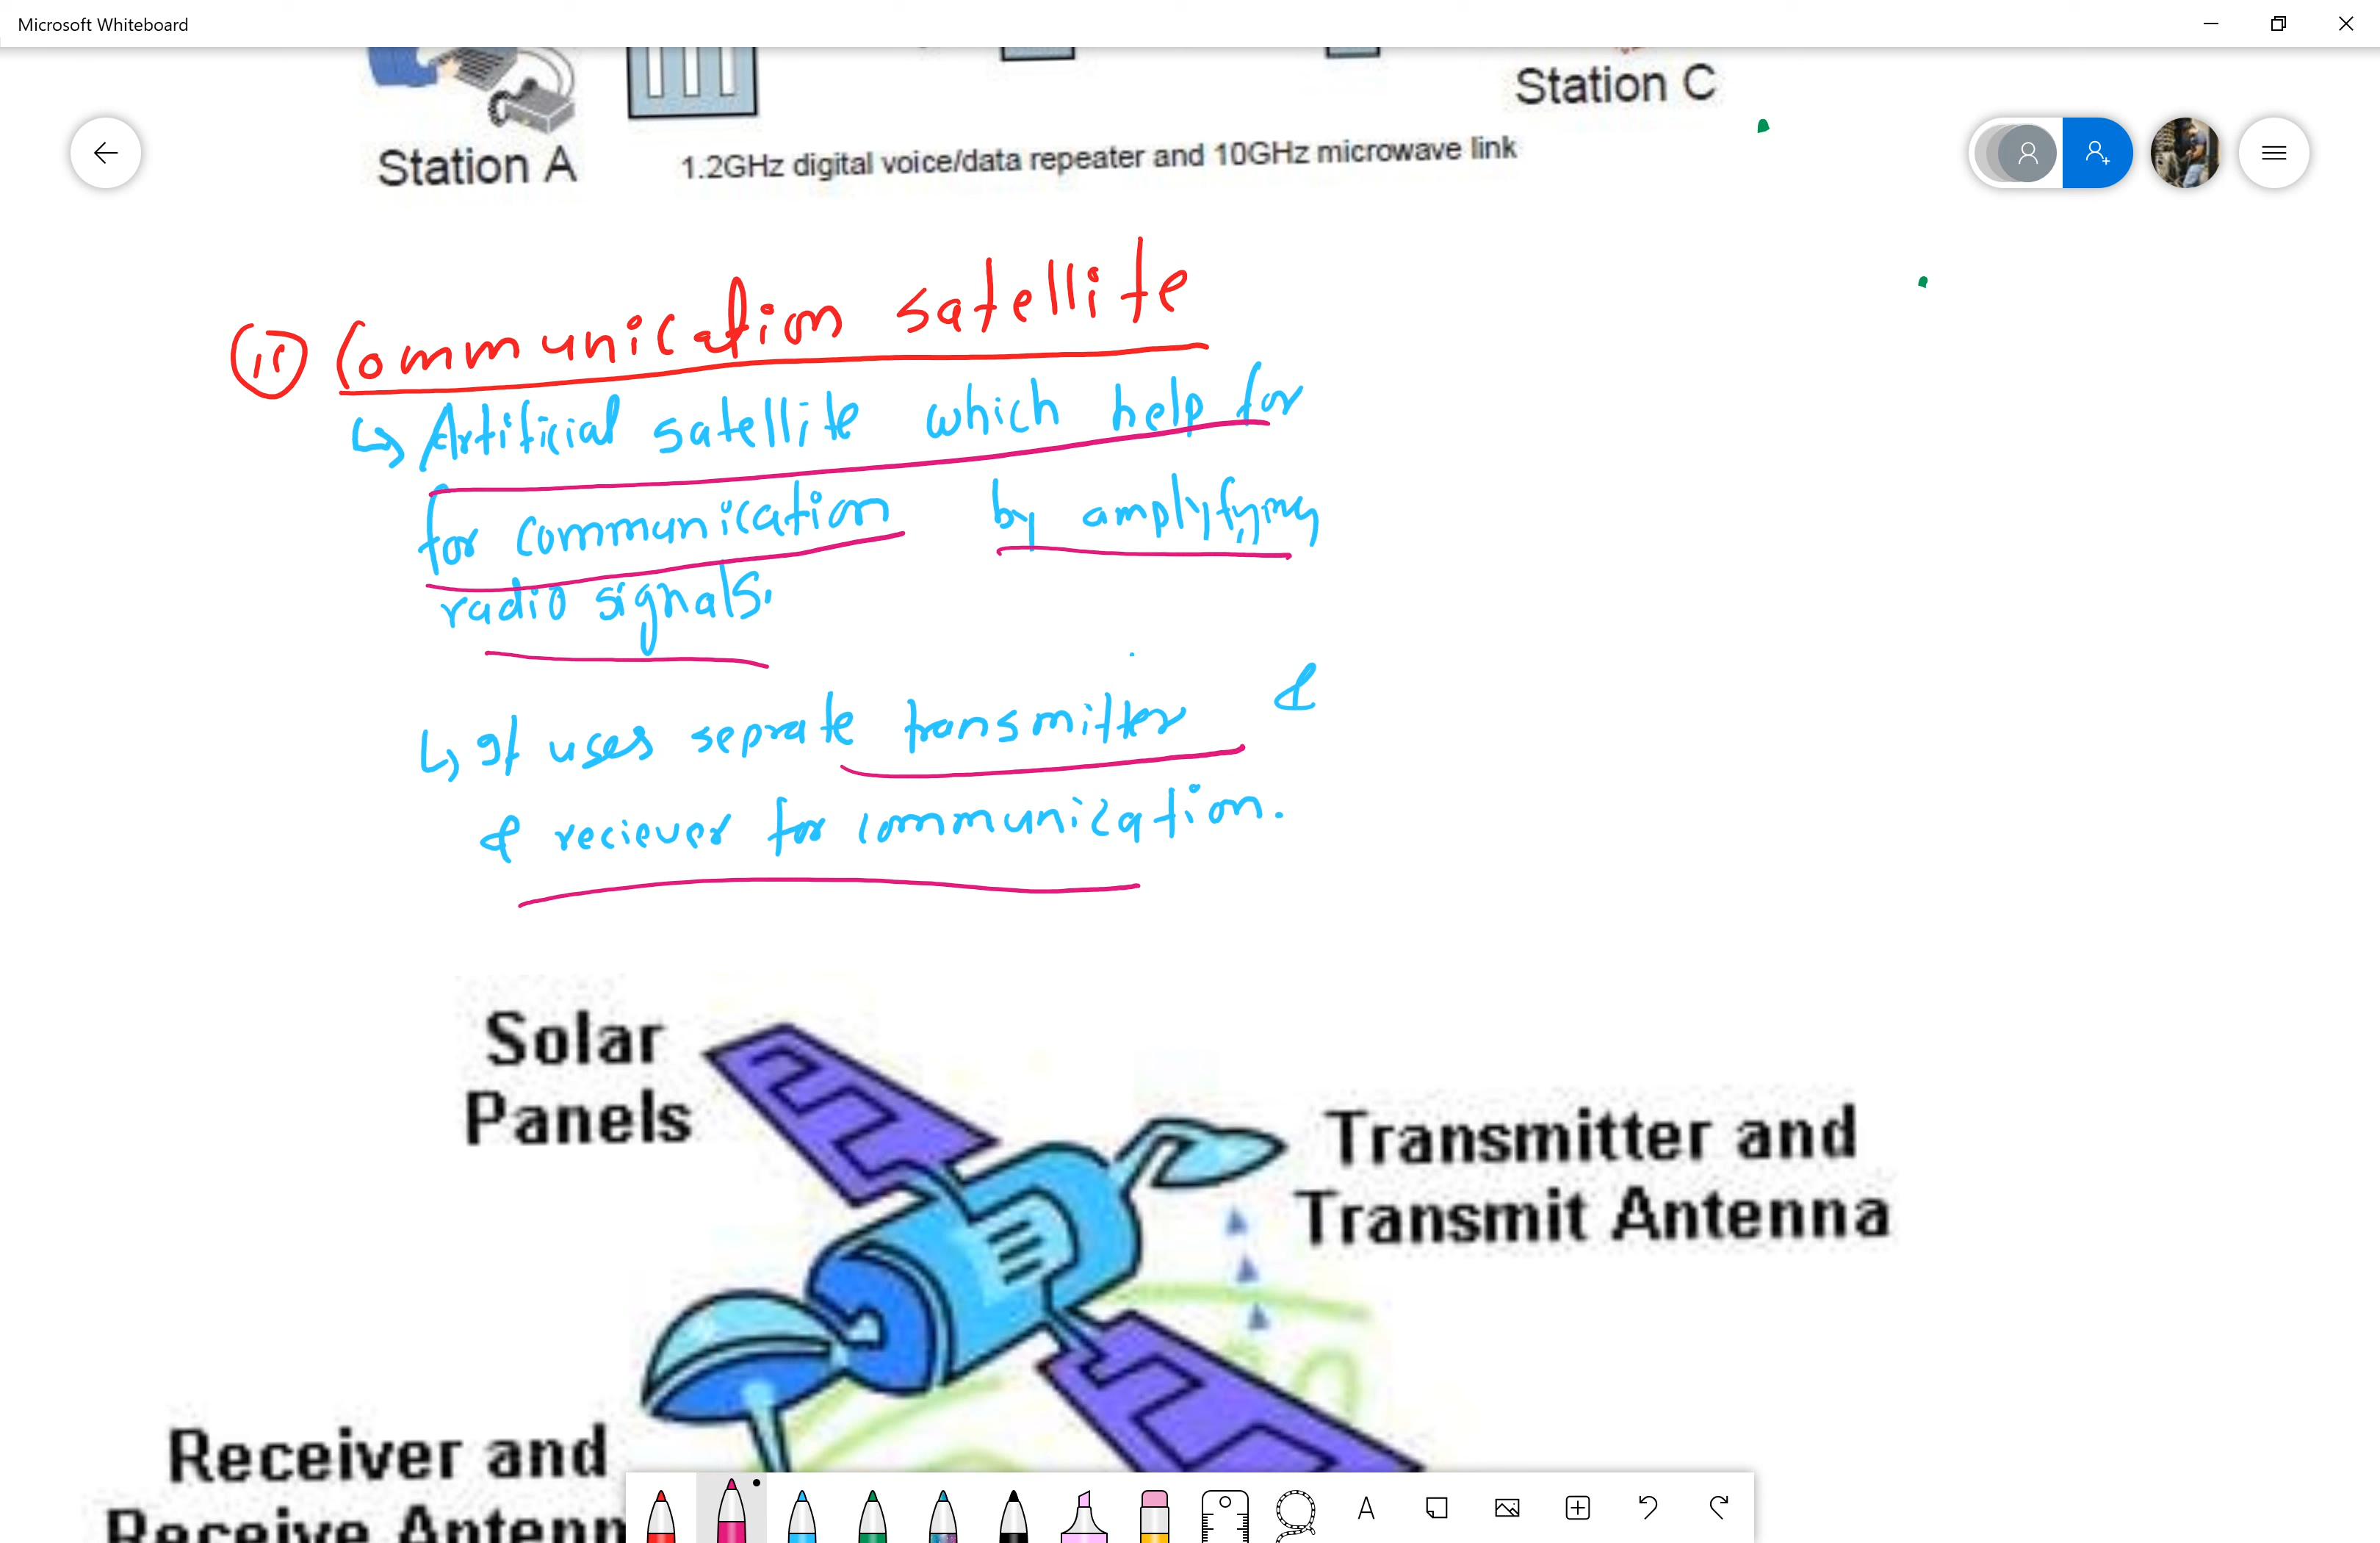 Microsoft Whiteboard
Station C
Station A
1.2GHz digital voice/data repeater and 10GHz microwave link
(ii) Communication satellite
↳ Artificial satellite which help for
for communication by amplyfying
radio signals.
↳ It uses seprate transmitter &
& reciever for communication.
Solar
Panels
Transmitter and
Transmit Antenna
Receiver and
Receive Antenn
A